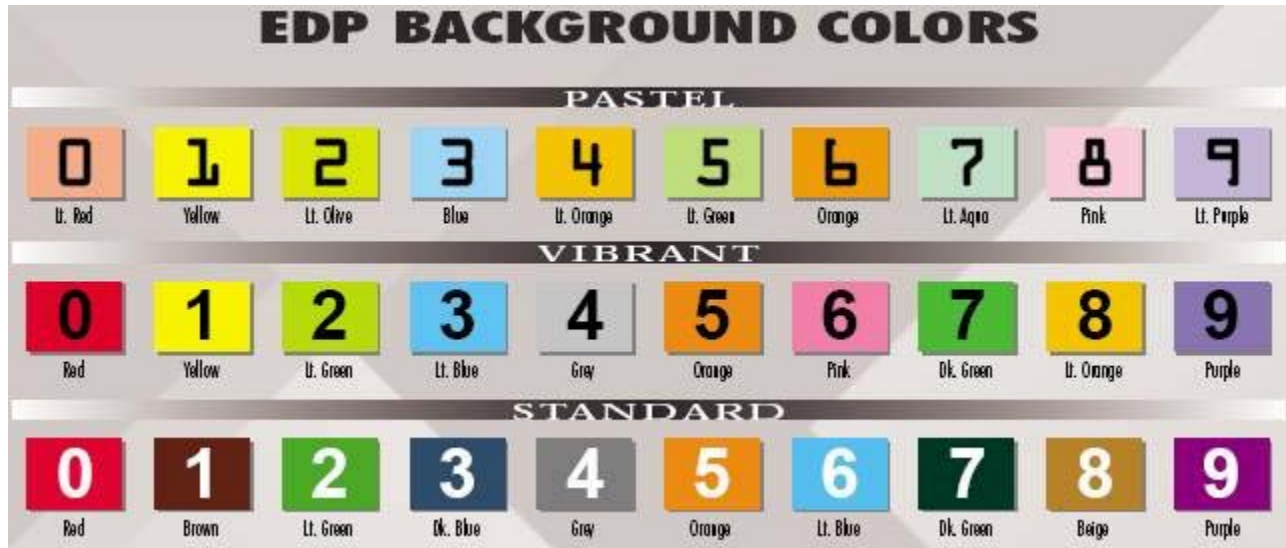 EDP BACKGROUND COLORS
PASTEL
0 1 2 3 4 5 6 7 8 9
Lt. Red Yellow Lt. Olive Blue Lt. Orange Lt. Green Orange Lt. Aqua Pink Lt. Purple
VIBRANT
0 1 2 3 4 5 6 7 8 9
Red Yellow Lt. Green Lt. Blue Grey Orange Pink Dk. Green Lt. Orange Purple
STANDARD
0 1 2 3 4 5 6 7 8 9
Red Brown Lt. Green Dk. Blue Grey Orange Lt. Blue Dk. Green Beige Purple